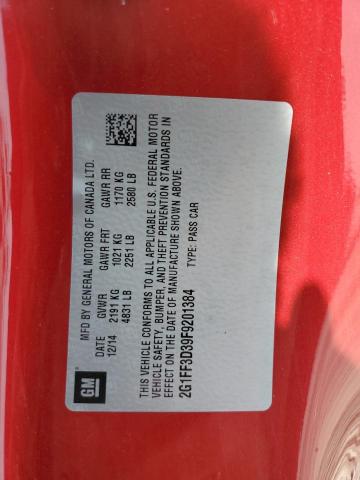 MFD BY GENERAL MOTORS OF CANADA LTD.
DATE GVWR GAWR FRT GAWR RR
12/14 2191 KG 1021 KG 1170 KG
4831 LB 2251 LB 2580 LB
THIS VEHICLE CONFORMS TO ALL APPLICABLE U.S. FEDERAL MOTOR
VEHICLE SAFETY, BUMPER, AND THEFT PREVENTION STANDARDS IN
EFFECT ON THE DATE OF MANUFACTURE SHOWN ABOVE.
2G1FF3D39F9201384 TYPE: PASS CAR
GM